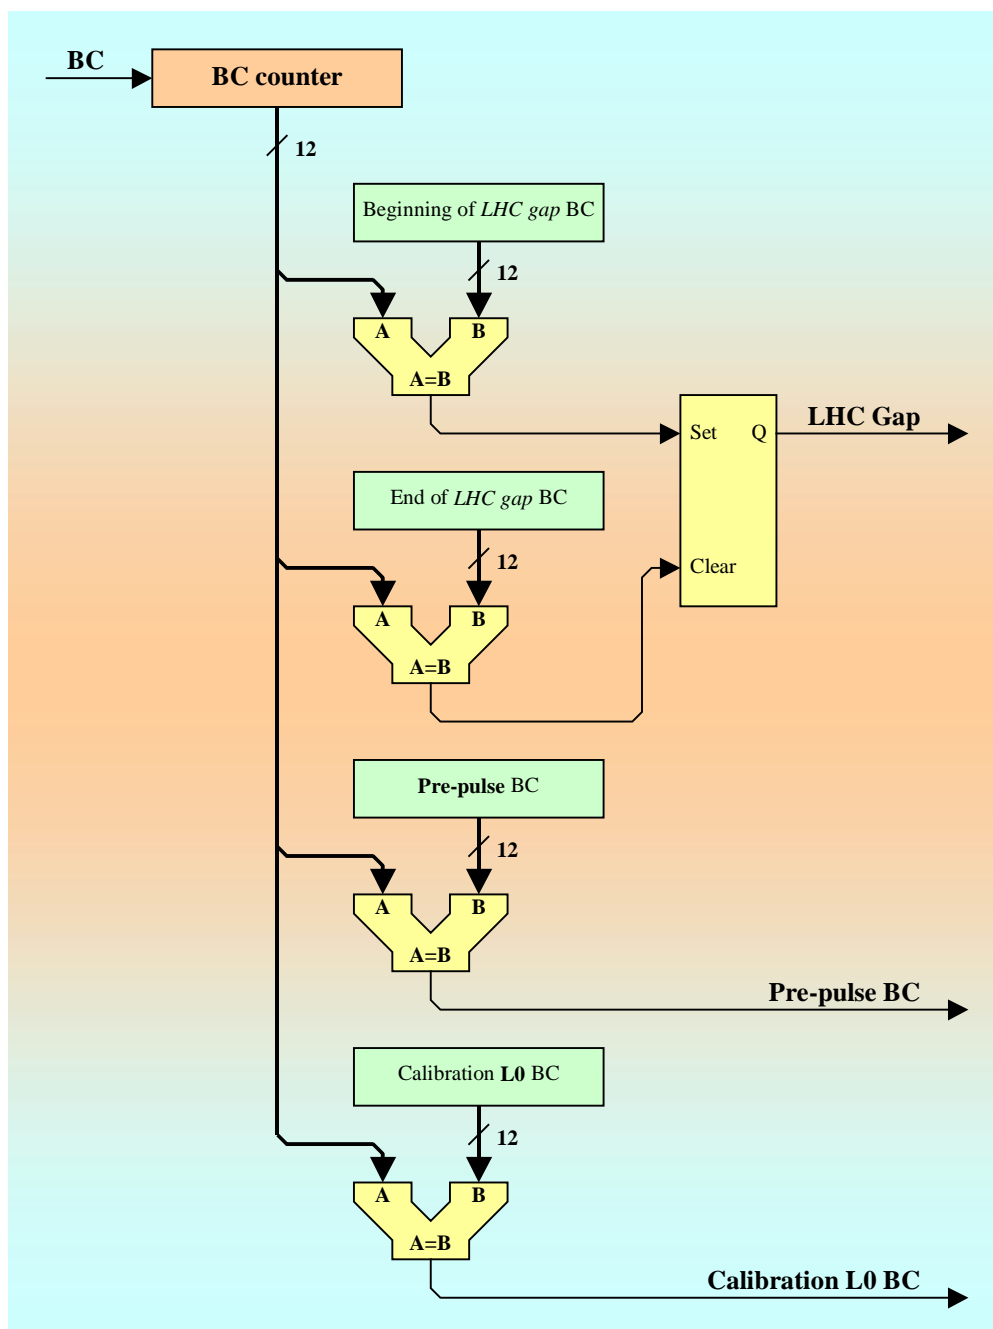 BC
BC counter
12
Beginning of LHC gap BC
12
A
B
A=B
LHC Gap
Set
Q
End of LHC gap BC
12
Clear
A
B
A=B
Pre-pulse BC
12
A
B
A=B
Pre-pulse BC
Calibration L0 BC
12
A
B
A=B
Calibration L0 BC